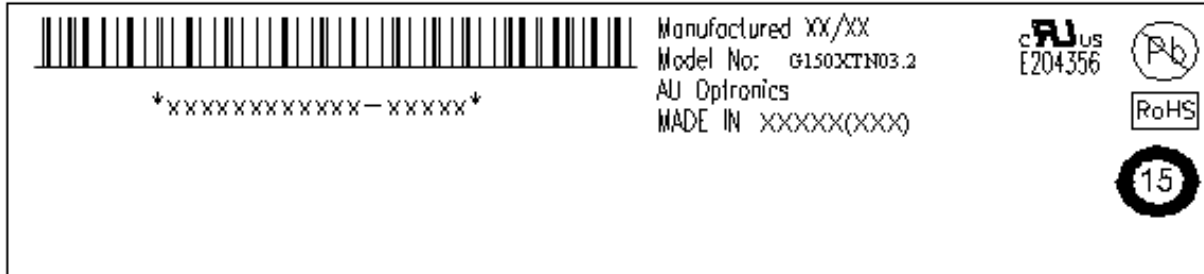 *xxxxxxxxxxxx-xxxxx*
Manufactured XX/XX
Model No: G150XTN03.2
AU Optronics
MADE IN XXXXX(XXX)
c RU us
E204356
Pb
RoHS
15